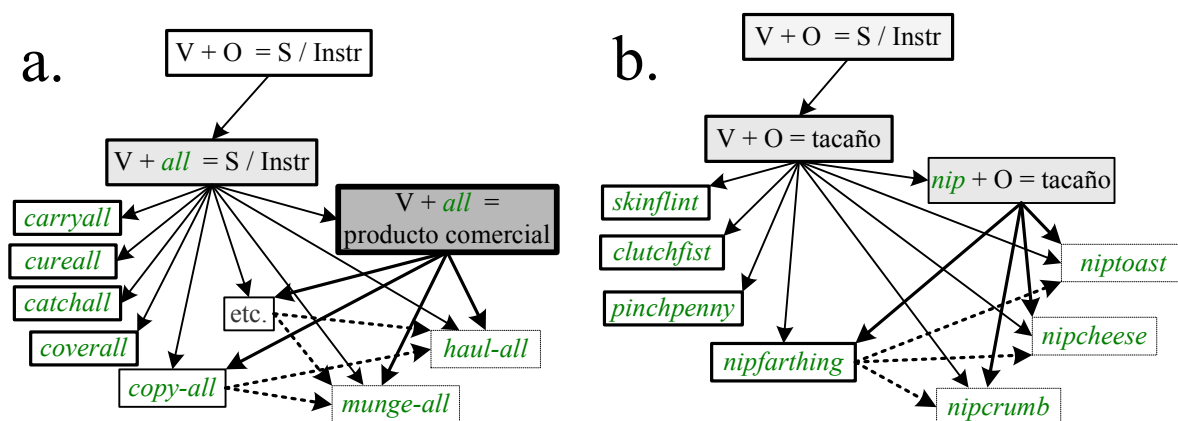 a.
V + O = S / Instr
V + all = S / Instr
carryall
cureall
catchall
coverall
copy-all
etc.
V + all =
producto comercial
haul-all
munge-all
b.
V + O = S / Instr
V + O = tacaño
nip + O = tacaño
skinflint
clutchfist
pinchpenny
nipfarthing
niptoast
nipcheese
nipcrumb